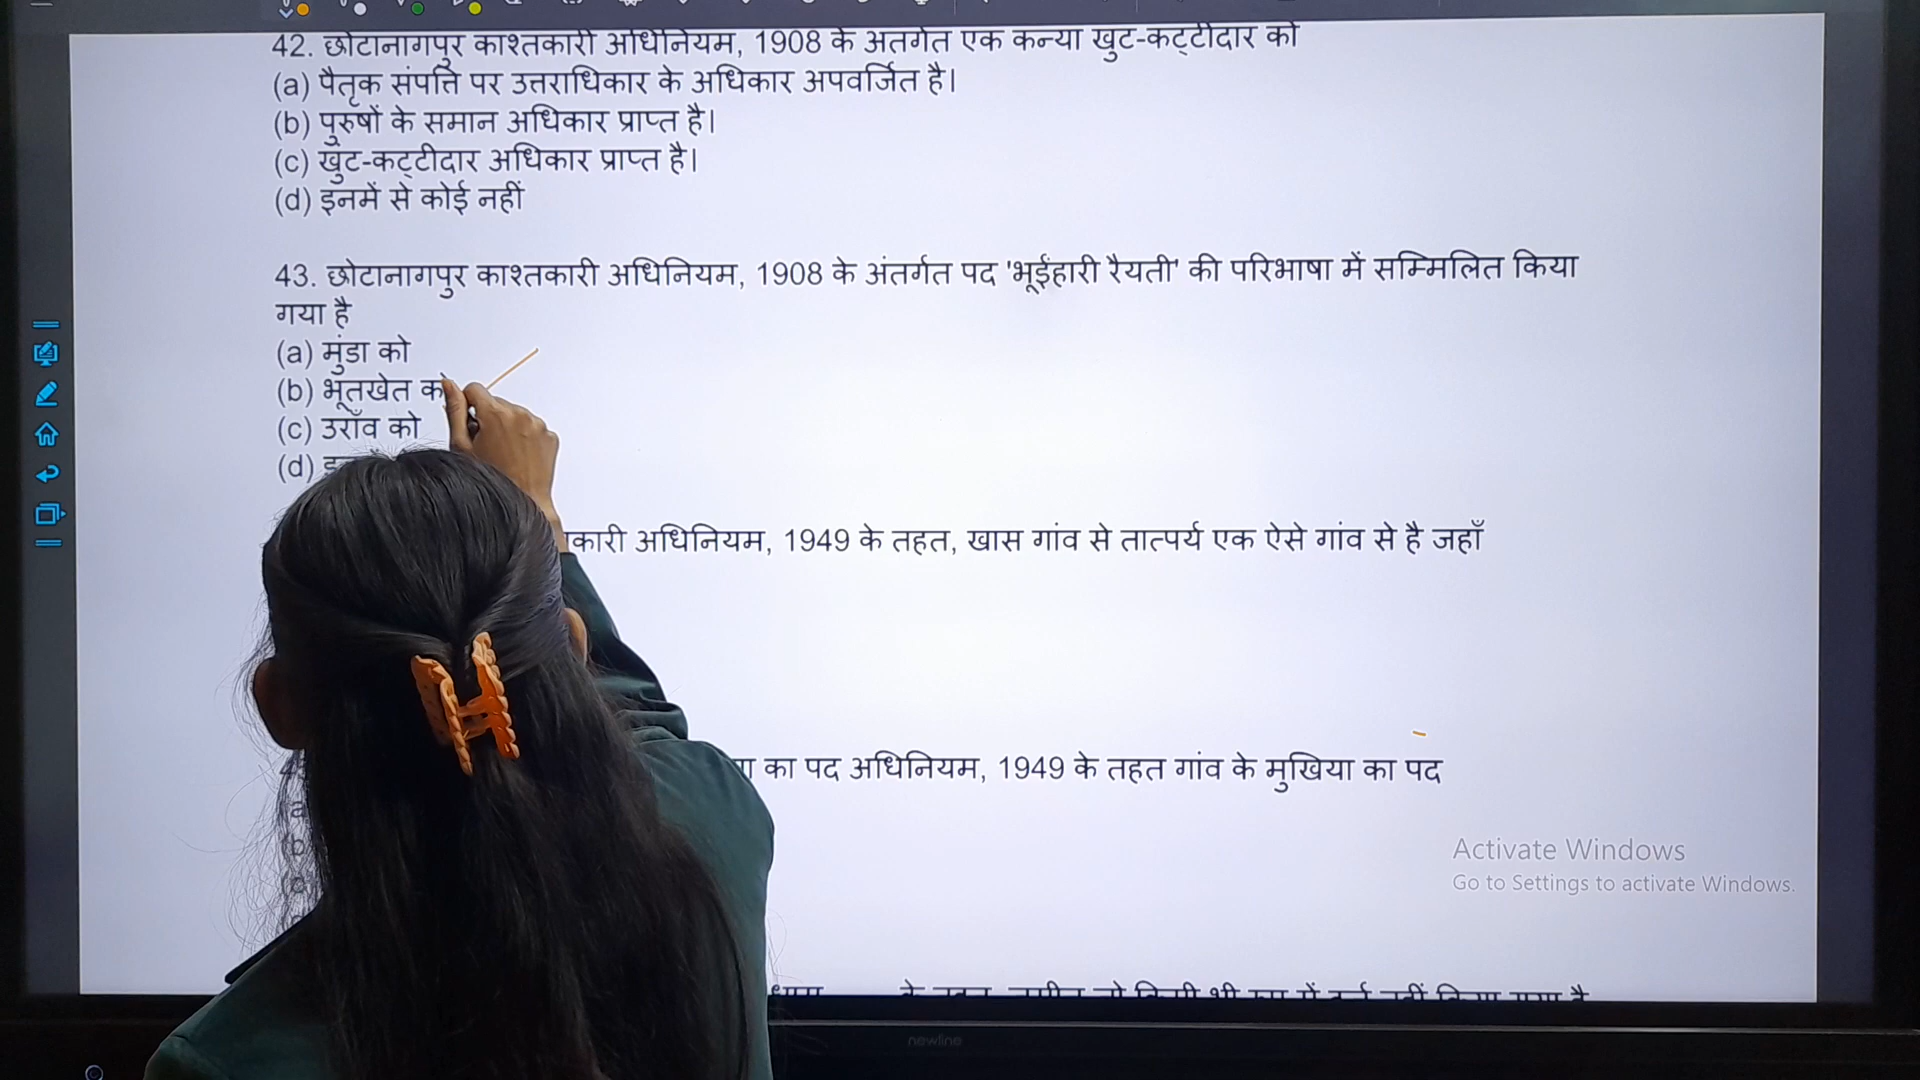 42. छोटानागपुर काश्तकारी अधिनियम, 1908 के अंतर्गत एक कन्या खुट-कट्टीदार को
(a) पैतृक संपत्ति पर उत्तराधिकार के अधिकार अपवर्जित है।
(b) पुरुषों के समान अधिकार प्राप्त है।
(c) खुंट-कट्टीदार अधिकार प्राप्त है।
(d) इनमें से कोई नहीं
43. छोटानागपुर काश्तकारी अधिनियम, 1908 के अंतर्गत पद 'भूईंहारी रैयती' की परिभाषा में सम्मिलित किया
गया है
(a) मुंडा को
(b) भूतखेत को
(c) उराँव को
(d)
अधिनियम, 1949 के तहत, खास गांव से तात्पर्य एक ऐसे गांव से है जहाँ
का पद अधिनियम, 1949 के तहत गांव के मुखिया का पद
Activate Windows
Go to Settings to activate Windows.
newline